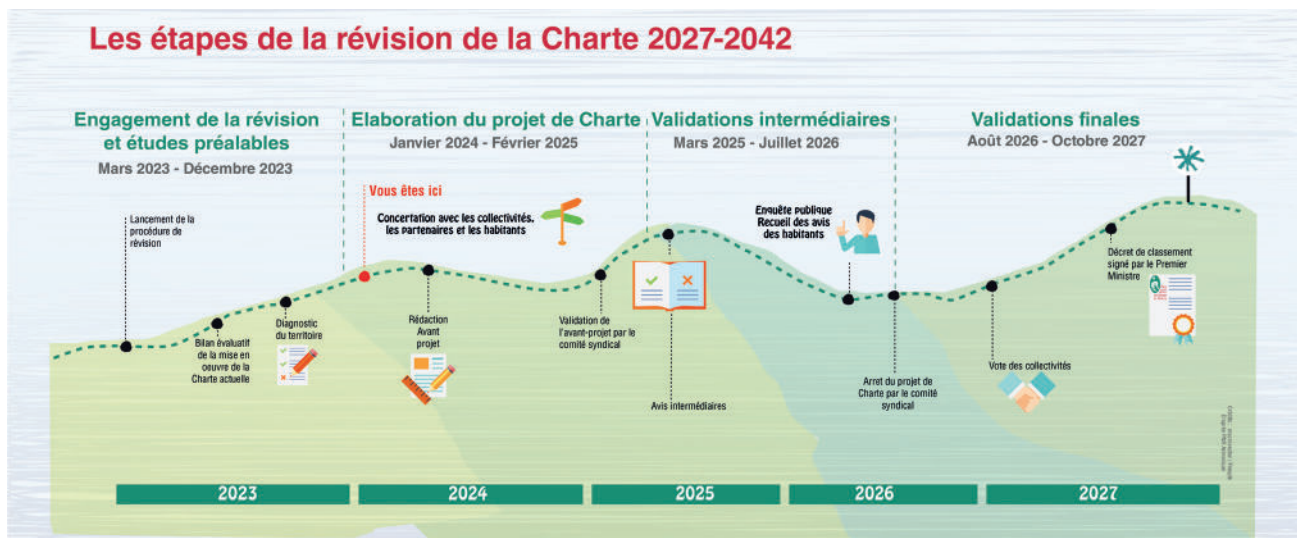 Les étapes de la révision de la Charte 2027-2042
Engagement de la révision
et études préalables
Mars 2023 - Décembre 2023
Elaboration du projet de Charte
Janvier 2024 - Février 2025
Validations intermédiaires
Mars 2025 - Juillet 2026
Validations finales
Août 2026 - Octobre 2027
Lancement de la
procédure de
révision
Bilan évaluatif
de la mise en
oeuvre de la
Charte actuelle
Diagnostic
du territoire
Vous êtes ici
Concertation avec les collectivités,
les partenaires et les habitants
Rédaction
Avant
projet
Validation de
l'avant-projet par le
comité syndical
Avis intermédiaires
Enquête publique
Recueil des avis
des habitants
Arret du projet de
Charte par le comité
syndical
Vote des collectivités
Décret de classement
signé par le Premier
Ministre
2023
2024
2025
2026
2027